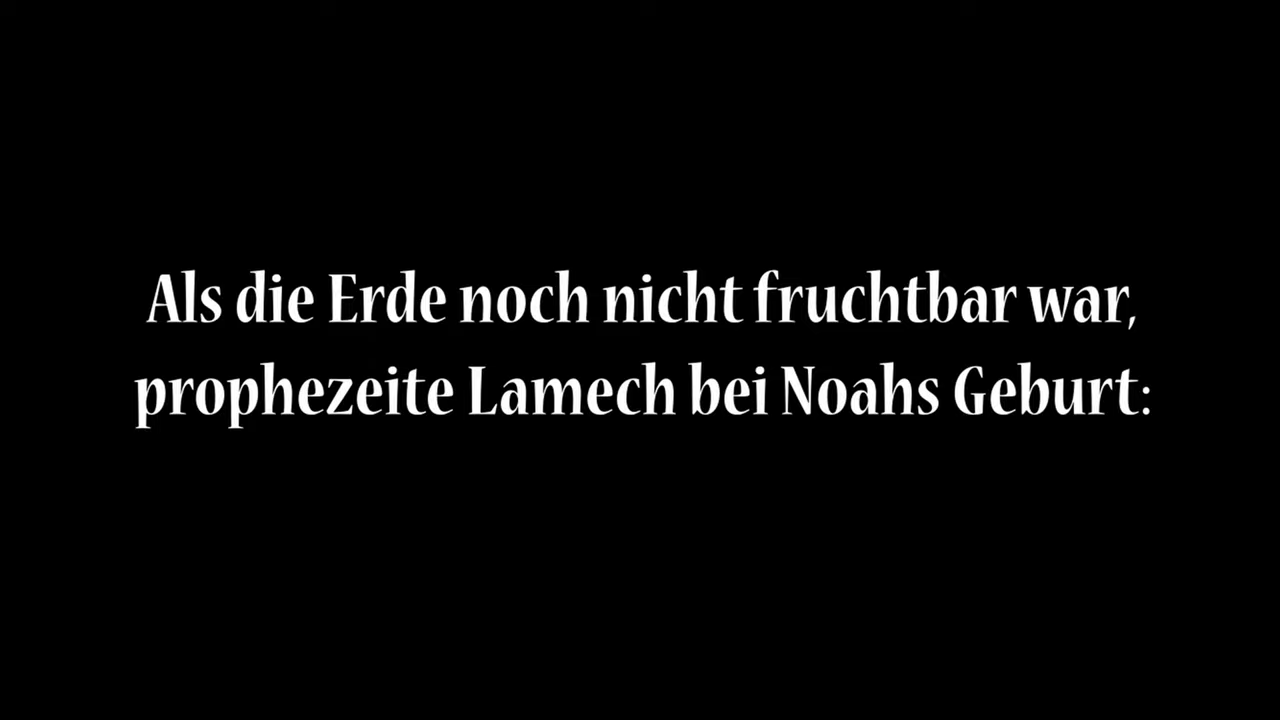 Als die Erde noch nicht fruchtbar war,
prophezeite Lamech bei Noahs Geburt: